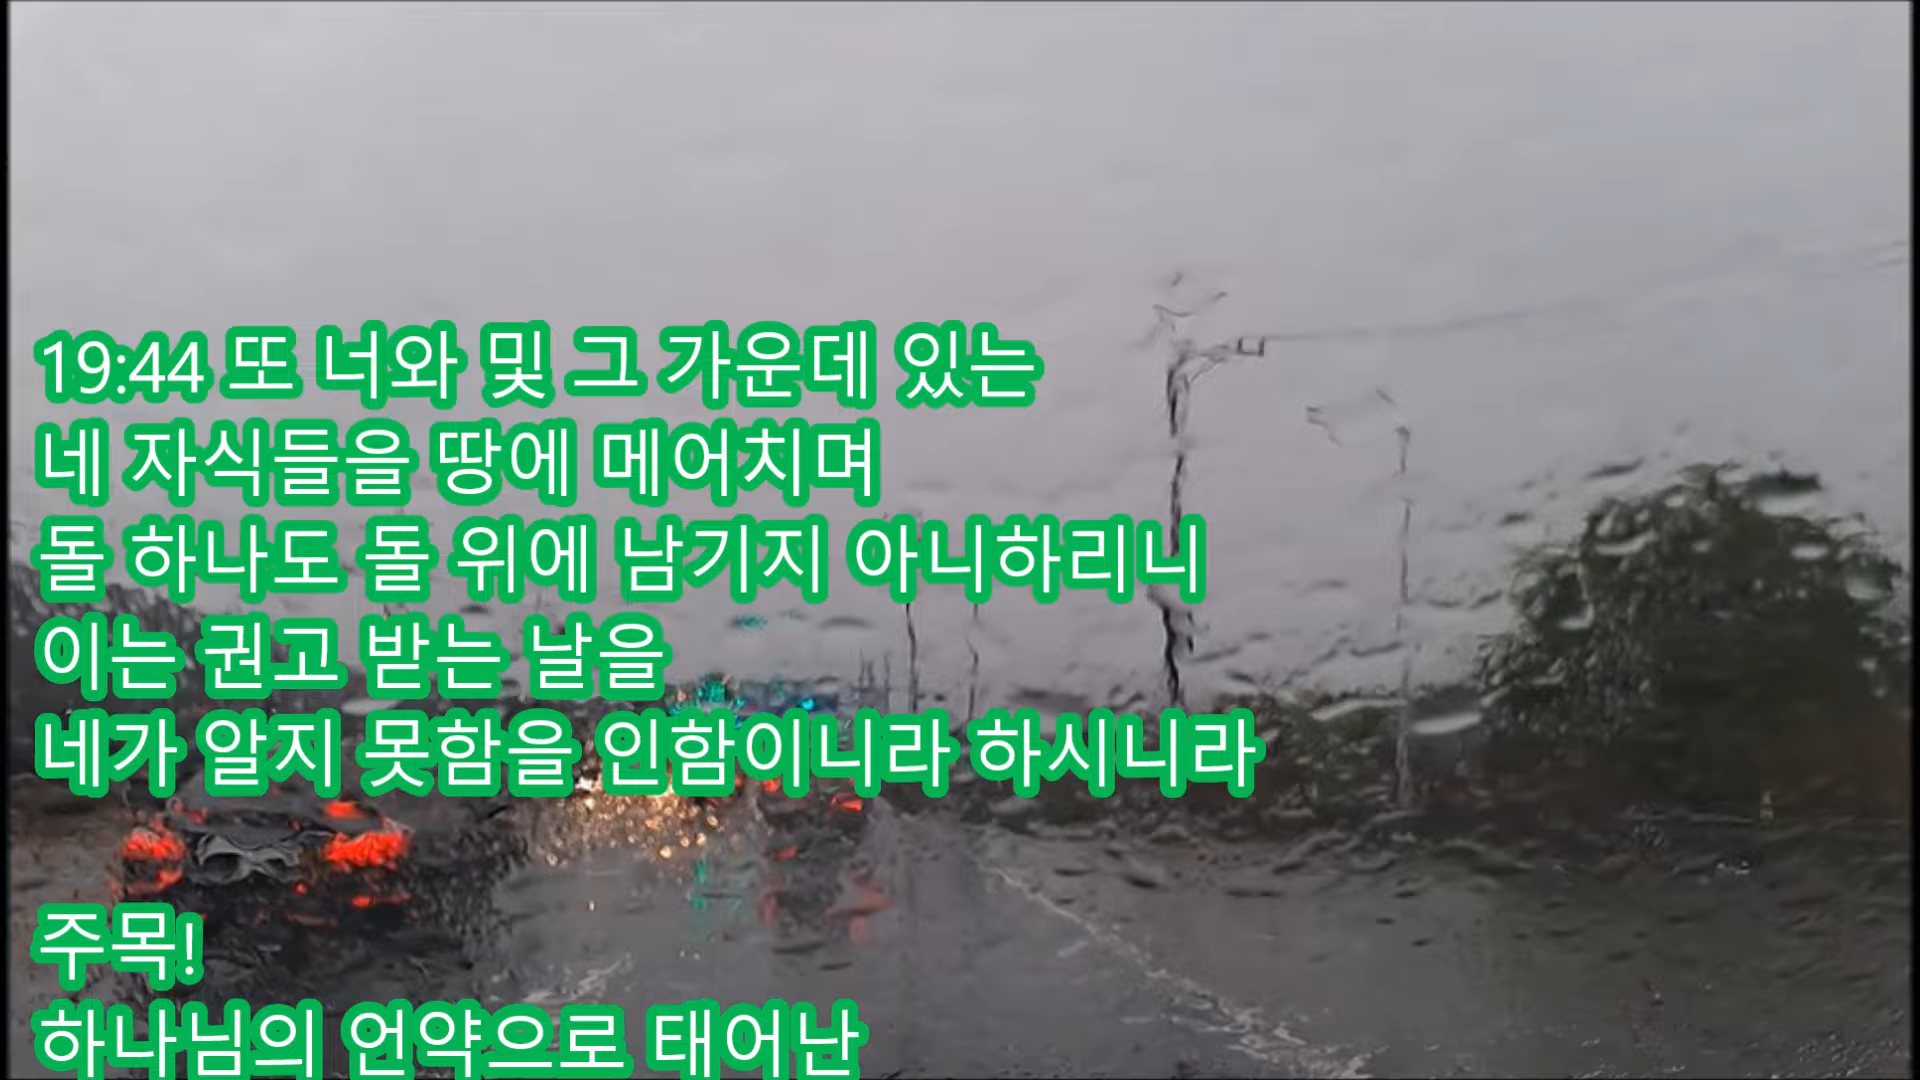 19:44 또 너와 및 그 가운데 있는
네 자식들을 땅에 메어치며
돌 하나도 돌 위에 남기지 아니하리니
이는 권고 받는 날을
네가 알지 못함을 인함이니라 하시니라
주목!
하나님의 언약으로 태어난